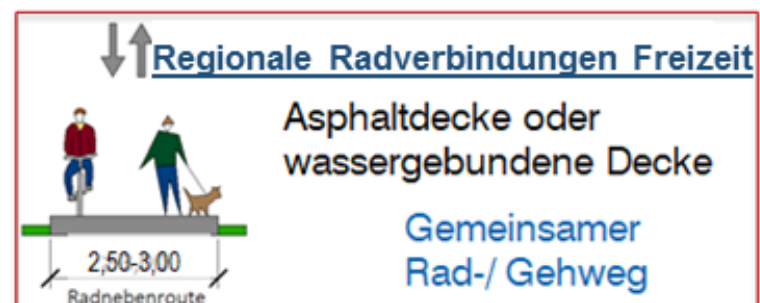 Regionale Radverbindungen Freizeit
Asphaltdecke oder
wassergebundene Decke
Gemeinsamer
Rad-/ Gehweg
2,50-3,00
Radnebenroute